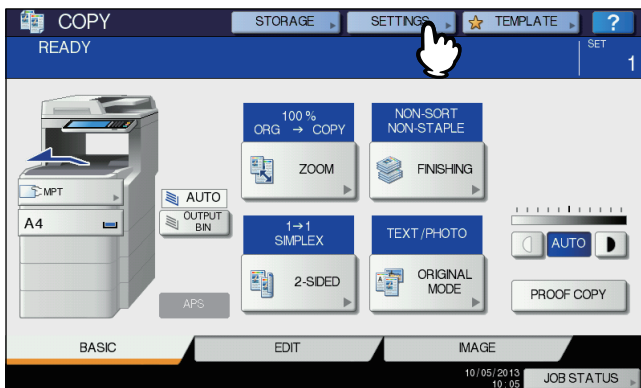 COPY
STORAGE
SETTINGS
TEMPLATE
?
READY
SET
1
100 %
ORG → COPY
ZOOM
NON-SORT
NON-STAPLE
FINISHING
MPT
A4
AUTO
OUTPUT
BIN
APS
1→1
SIMPLEX
2-SIDED
TEXT/PHOTO
ORIGINAL
MODE
AUTO
PROOF COPY
BASIC
EDIT
IMAGE
10/05/2013
10:05
JOB STATUS